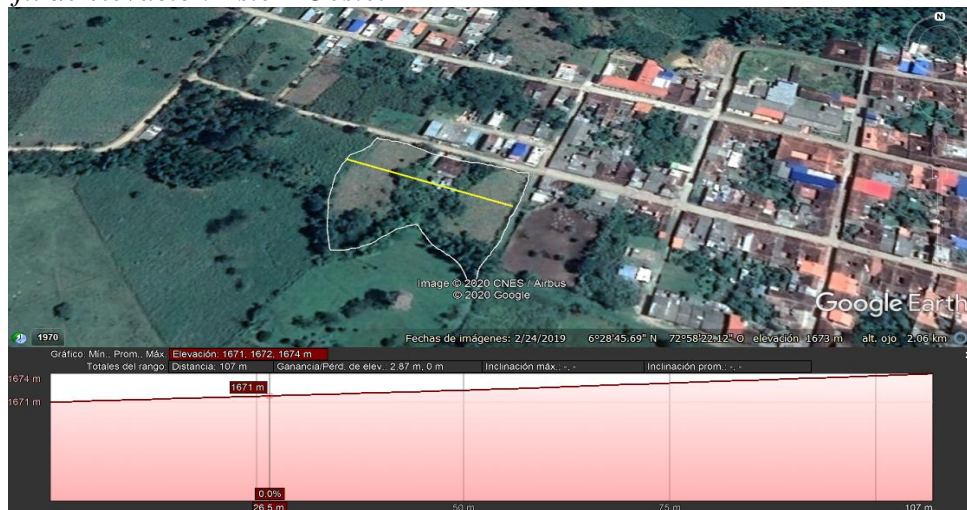 N
Image © 2020 CNES / Airbus
© 2020 Google
Google Earth
1970
Fechas de imágenes: 2/24/2019 6°28'45.69" N 72°58'22.12" O elevación 1673 m alt. ojo 2.06 km
Gráfico: Mín., Prom., Máx. Elevación: 1671, 1672, 1674 m
Totales del rango: Distancia: 107 m Ganancia/Pérd. de elev.: 2.87 m, 0 m Inclinación máx.: -, - Inclinación prom.: -, -
1674 m
1671 m
1671 m
0.0%
26.5 m 50 m 75 m 107 m